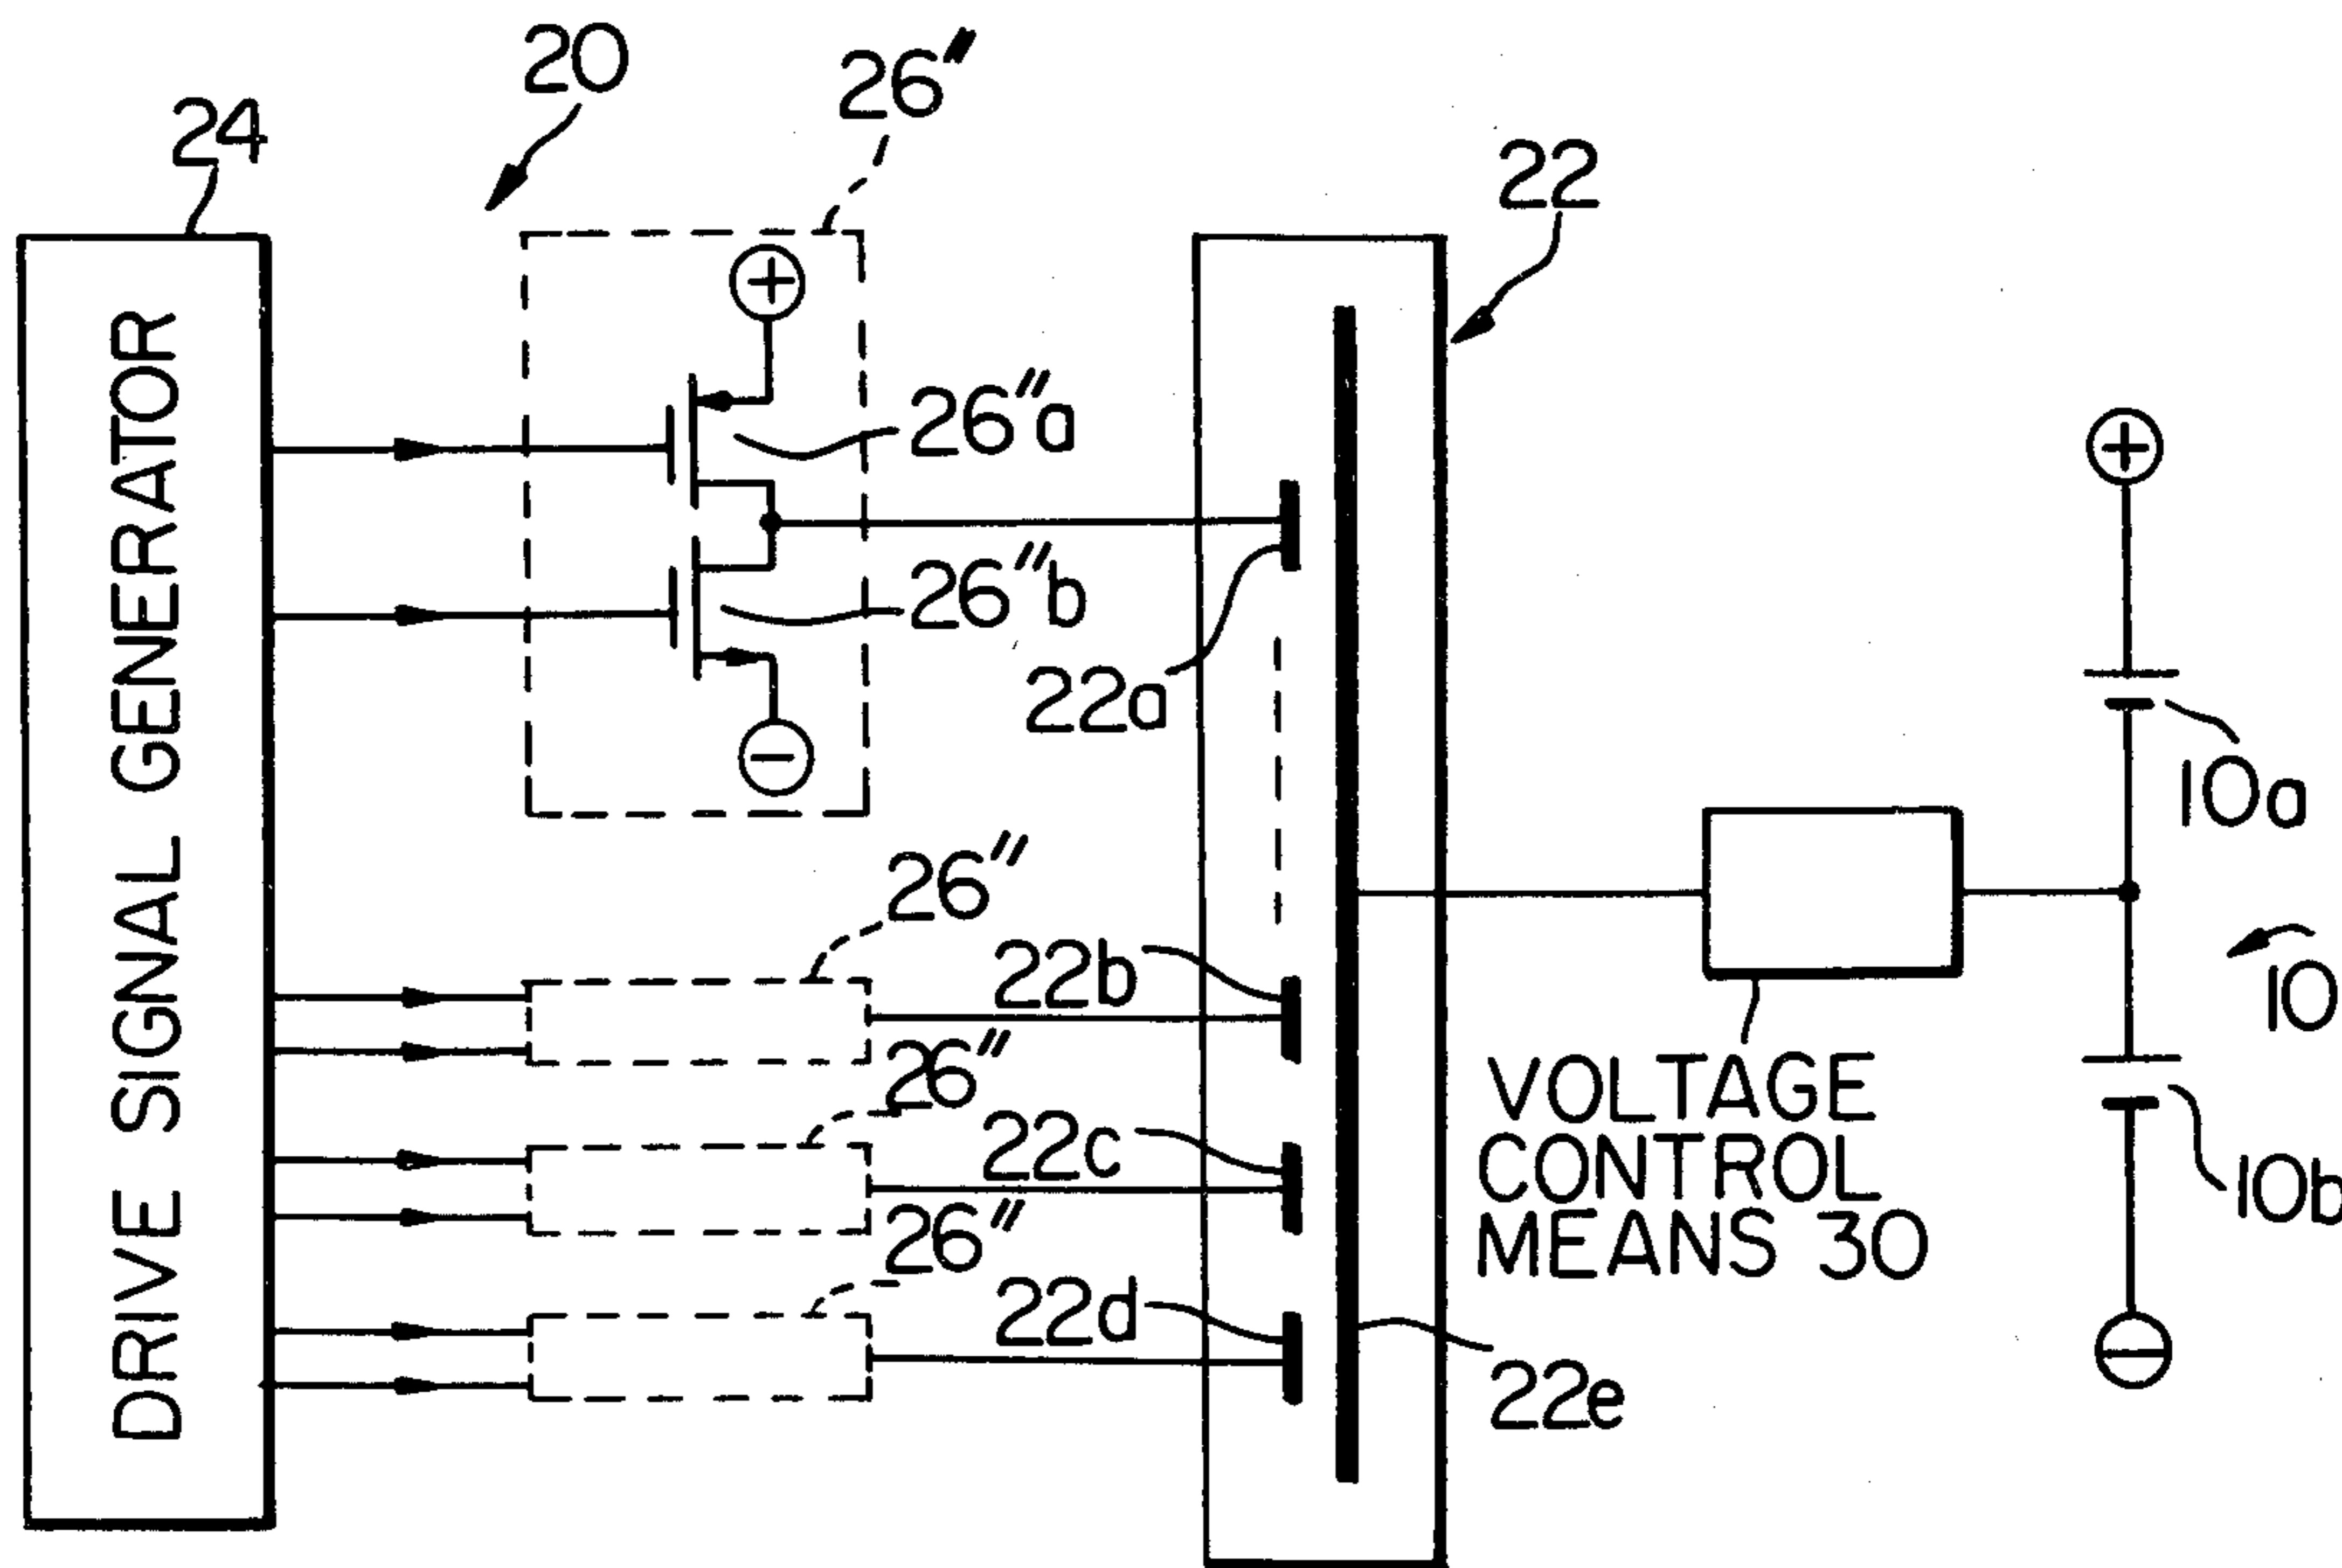 20
26"
24
22
DRIVE SIGNAL GENERATOR
+
26"a
+
26"b
22a
−
10a
26"
22b
10
26"
VOLTAGE
CONTROL
MEANS 30
22c
10b
26"
22d
22e
−